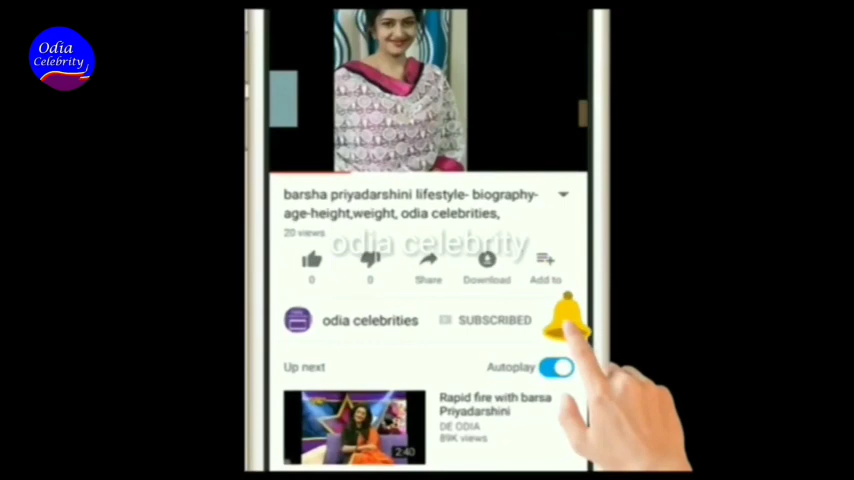 Odia
Celebrity
barsha priyadarshini lifestyle- biography-
age-height,weight, odia celebrities,
20 views
odia celebrity
0
0
Share
Download
Add to
odia celebrities
SUBSCRIBED
Up next
Autoplay
Rapid fire with barsa
Priyadarshini
DE ODIA
89K views
2:40